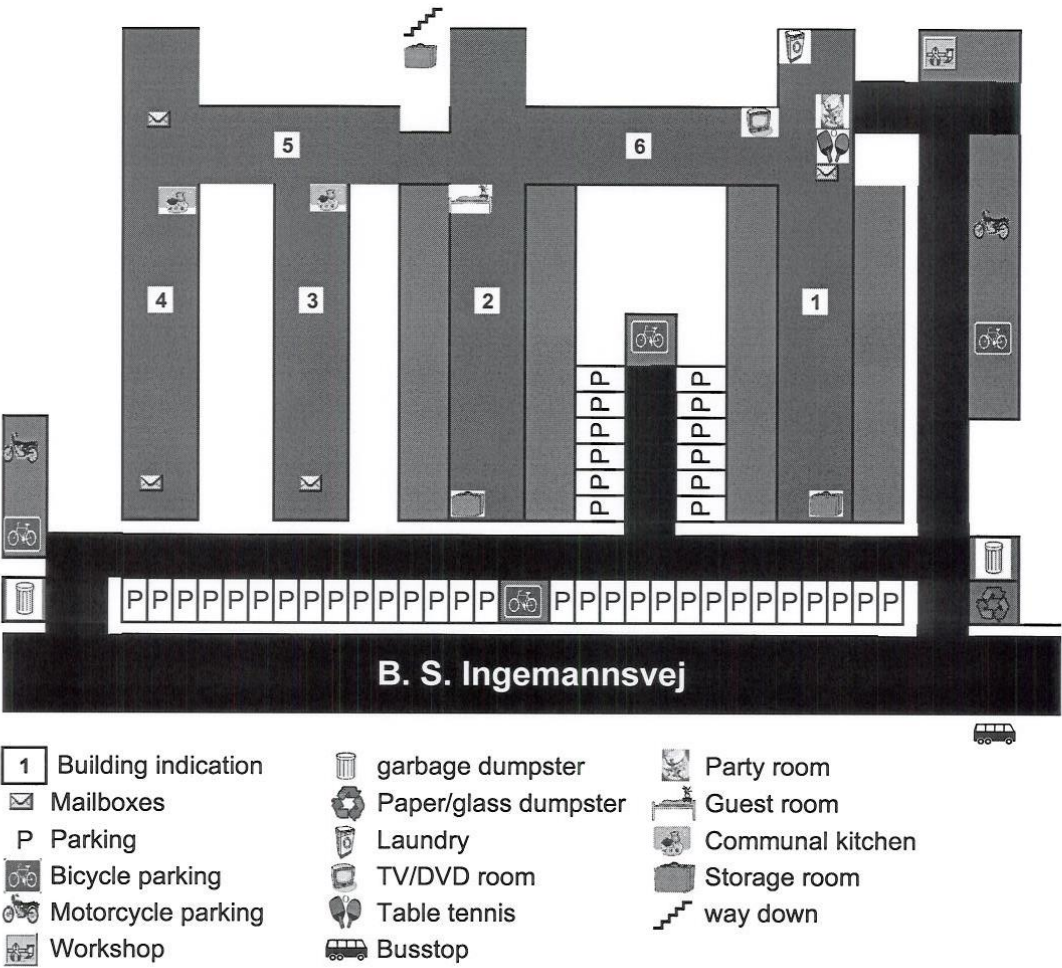 5 6
4 3 2 1
P P
P P
P P
P P
P P
P P
P P P P P P P P P P P P P P P P P P P P P P P P P P P P P
B. S. Ingemannsvej
1 Building indication
Mailboxes
P Parking
Bicycle parking
Motorcycle parking
Workshop
garbage dumpster
Paper/glass dumpster
Laundry
TV/DVD room
Table tennis
Busstop
Party room
Guest room
Communal kitchen
Storage room
way down